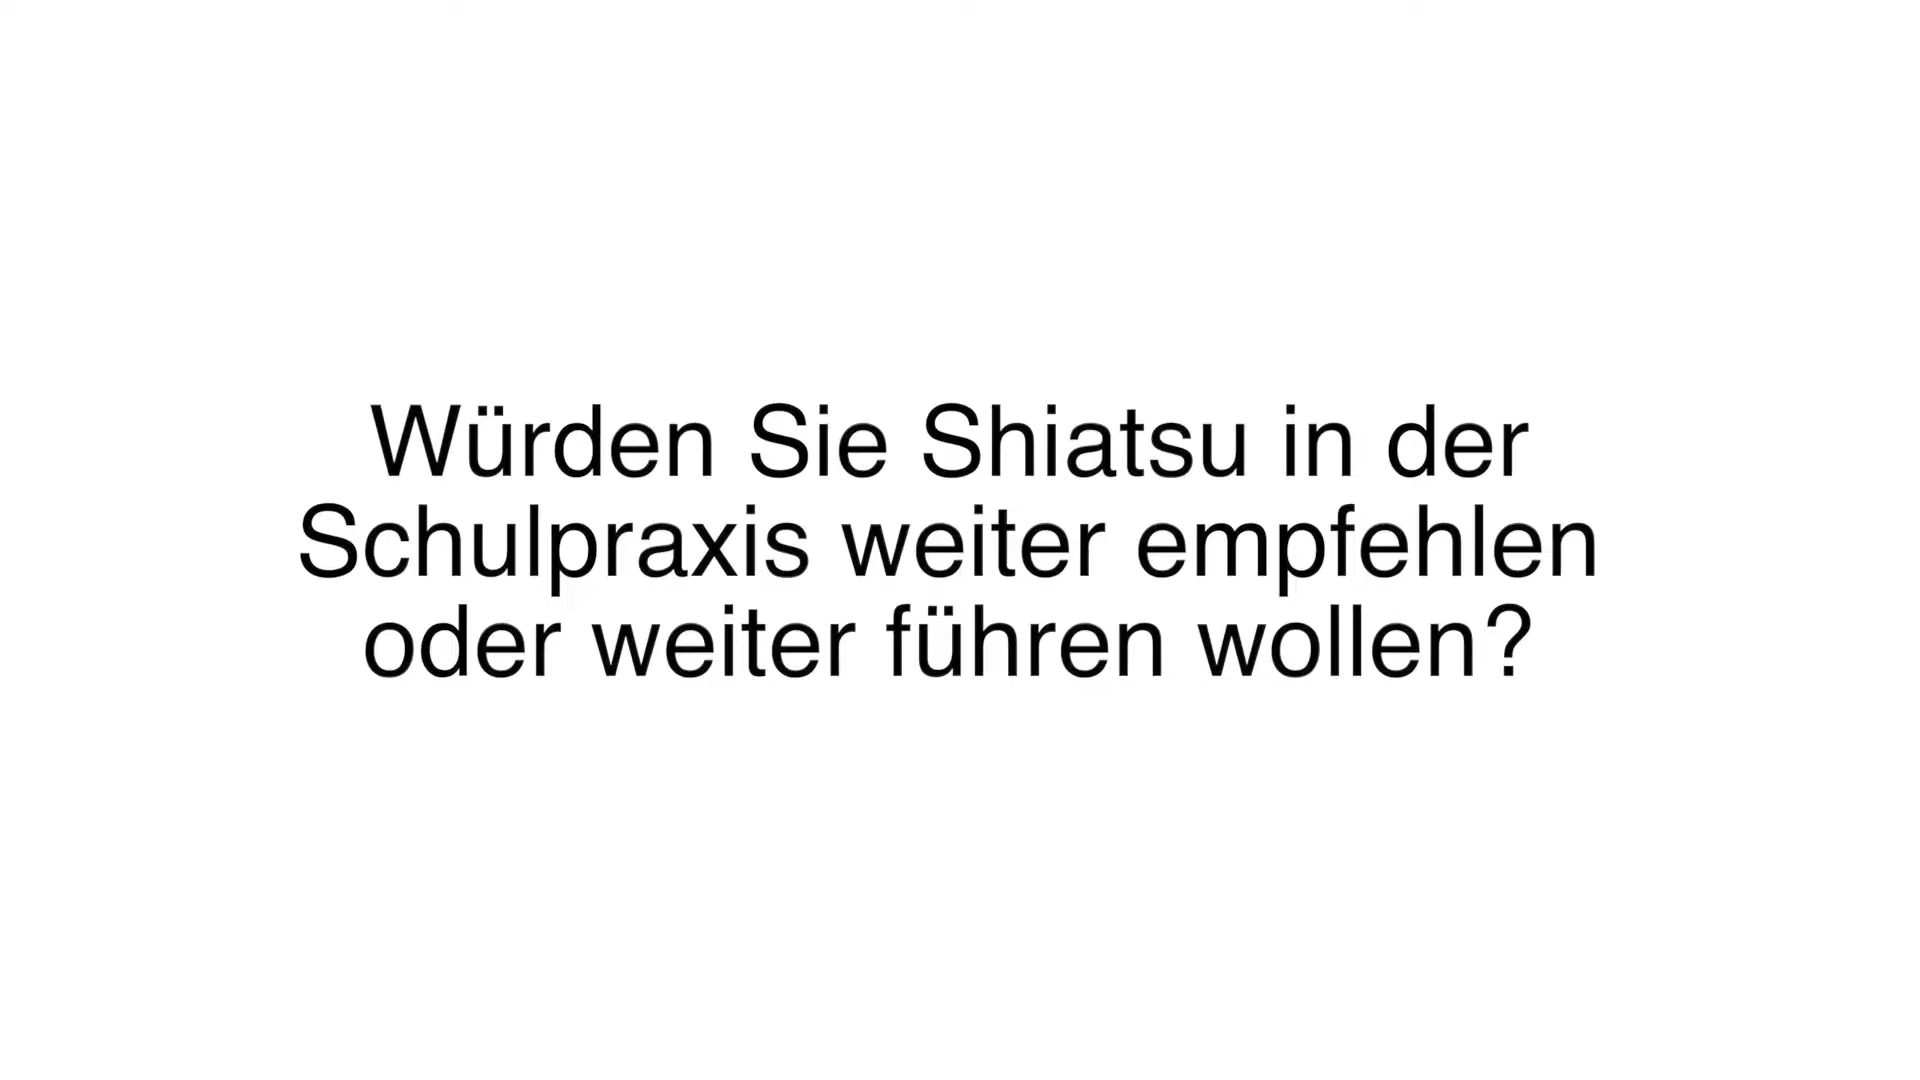 Würden Sie Shiatsu in der
Schulpraxis weiter empfehlen
oder weiter führen wollen?